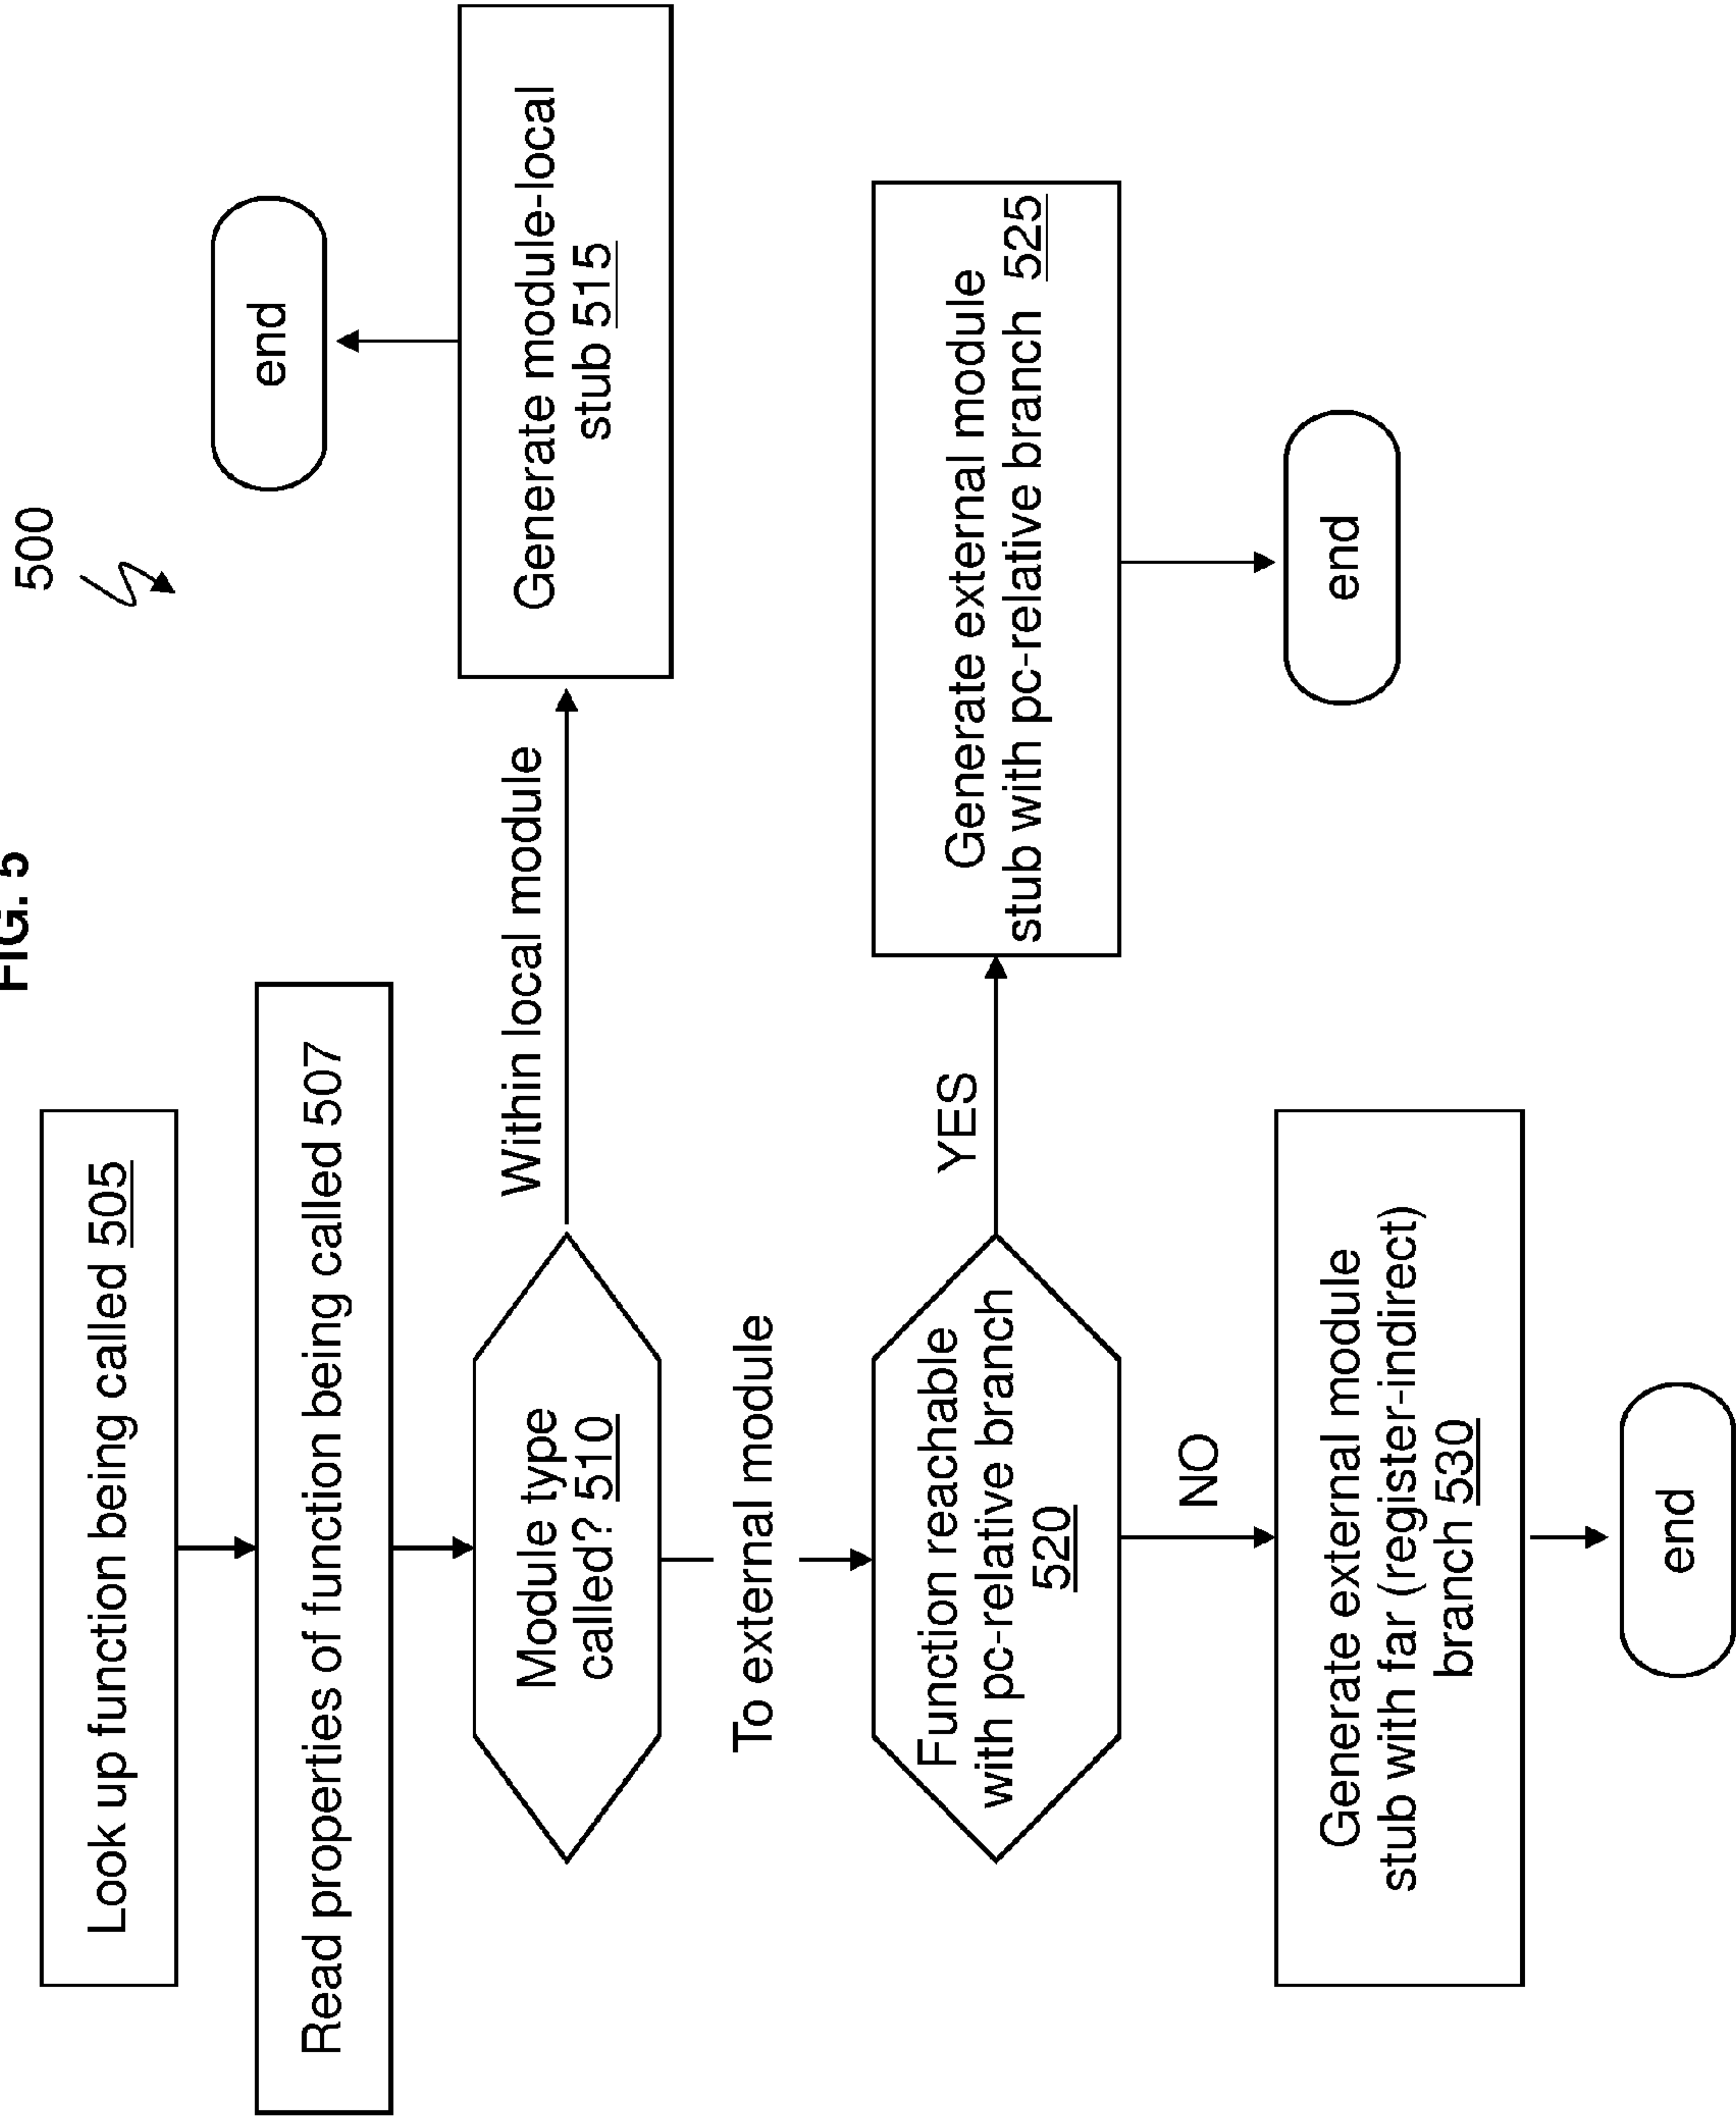 FIG. 5
500
Look up function being called 505
Read properties of function being called 507
Module type
called? 510
Within local module
Generate module-local
stub 515
end
To external module
Function reachable
with pc-relative branch
520
YES
Generate external module
stub with pc-relative branch 525
end
NO
Generate external module
stub with far (register-indirect)
branch 530
end